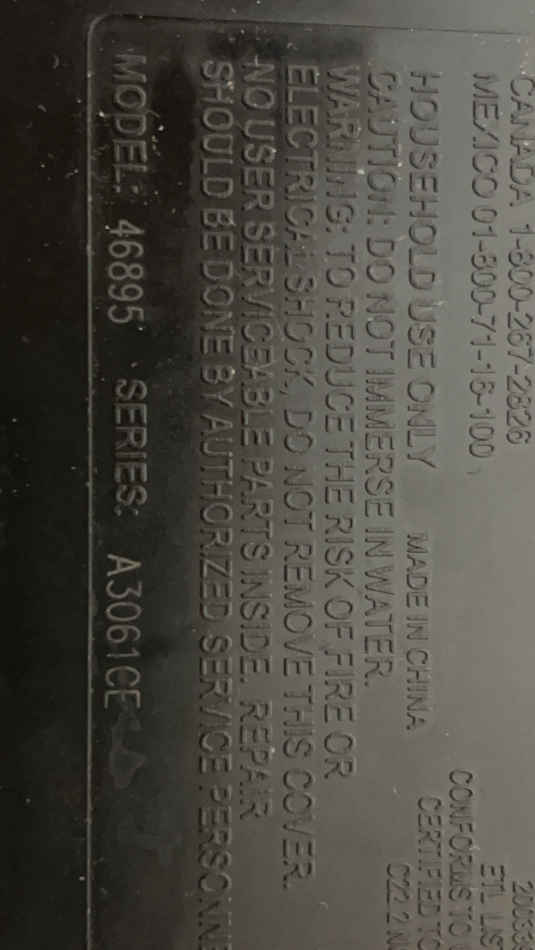 CANADA 1-800-267-2826
MEXICO 01-800-71-16-100
HOUSEHOLD USE ONLY MADE IN CHINA
CAUTION: DO NOT IMMERSE IN WATER.
WARNING: TO REDUCE THE RISK OF FIRE OR
ELECTRICAL SHOCK, DO NOT REMOVE THIS COVER.
NO USER SERVICEABLE PARTS INSIDE. REPAIR
SHOULD BE DONE BY AUTHORIZED SERVICE PERSONNE
MODEL: 46895 SERIES: A3061CE
ETL LIST
CONFORMS TO
CERTIFIED TO